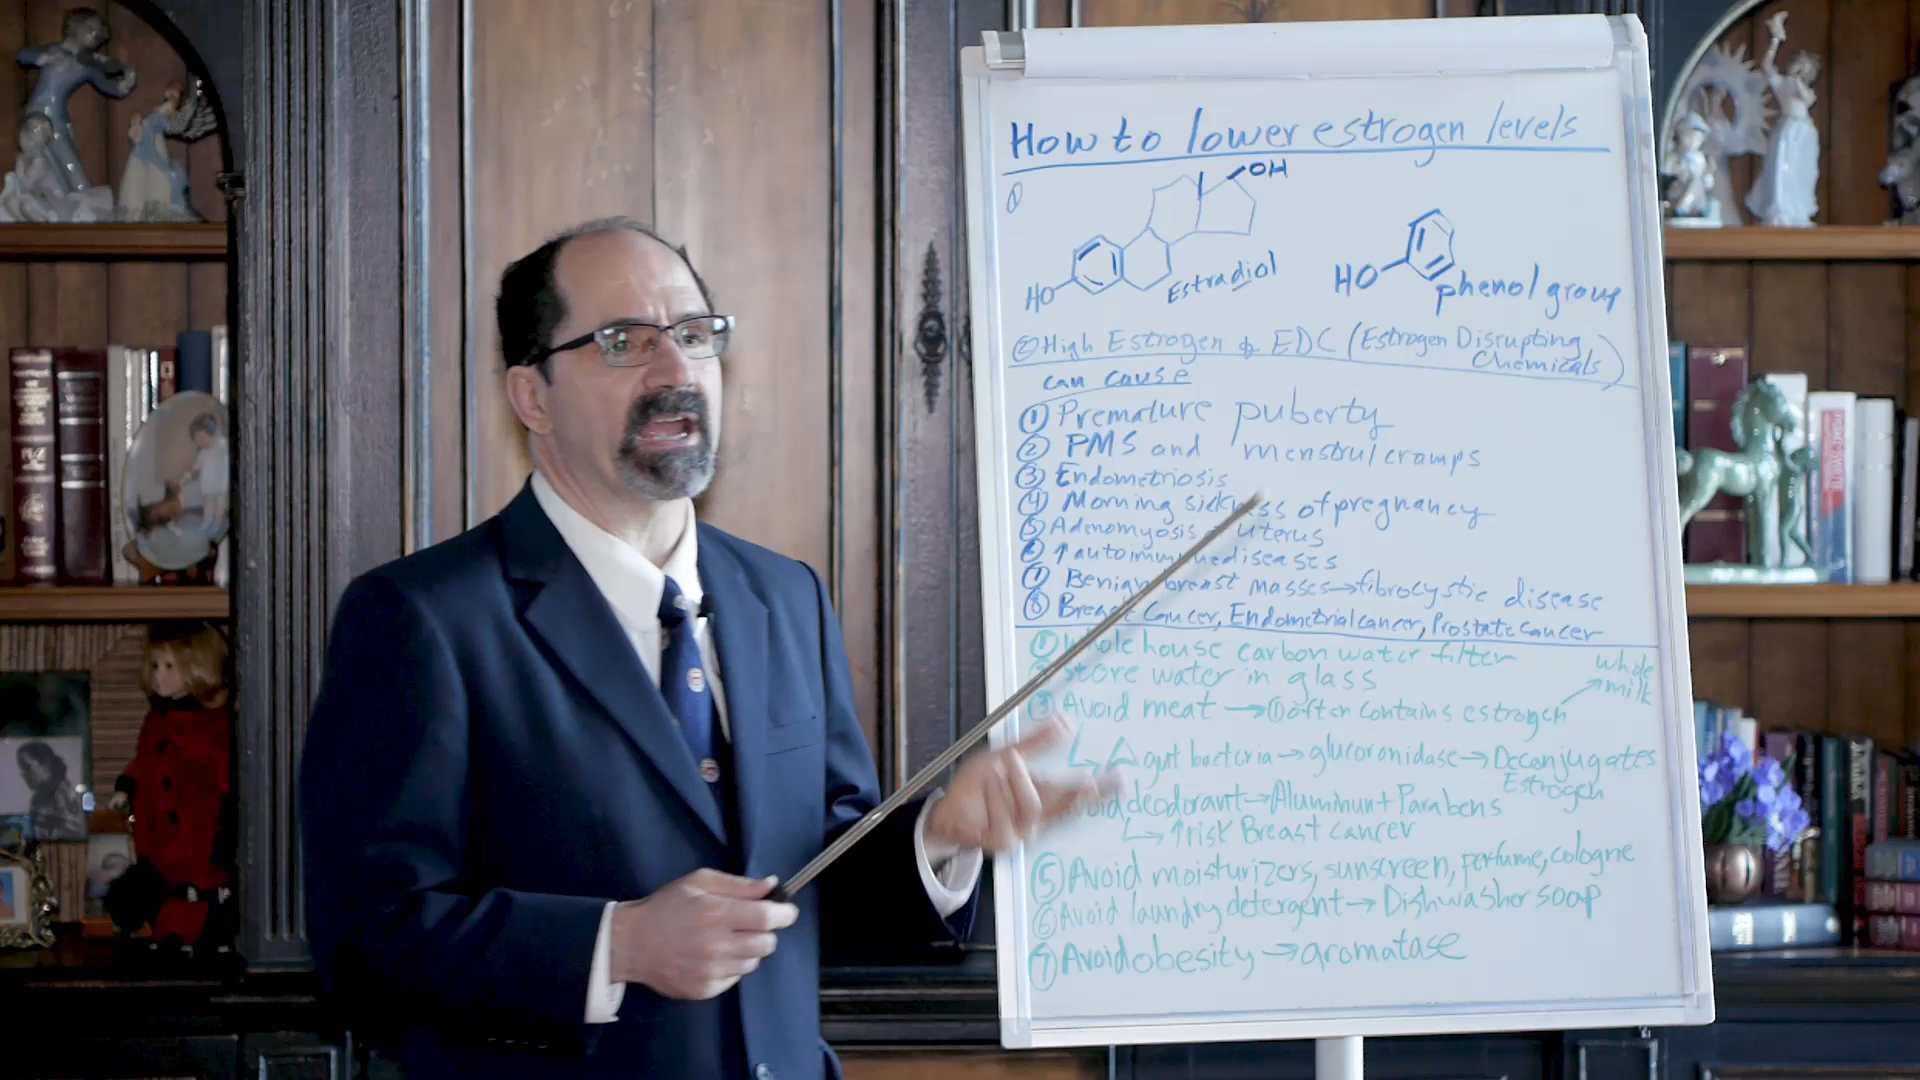 How to lower estrogen levels
①
OH
HO
Estradiol
HO
phenol group
② High Estrogen & EDC (Estrogen Disrupting
Chemicals)
can cause
① Premature puberty
② PMS and menstrul cramps
③ Endometriosis
④ Morning sickness of pregnancy
⑤ Adenomyosis uterus
⑥ ↑ autoimmune diseases
⑦ Benign breast masses→fibrocystic disease
⑧ Breast Cancer, Endometrial cancer, Prostate cancer
① Whole house carbon water filter
② store water in glass
whole
milk
③ Avoid meat → ① often contains estrogen
↳ △ gut bacteria → glucoronidase → Deconjugates
Estrogen
Avoid deodorant→Aluminum + Parabens
↳ ↑risk Breast cancer
⑤ Avoid moisturizers, sunscreen, perfume, cologne
⑥ Avoid laundry detergent → Dishwasher soap
⑦ Avoid obesity → aromatase